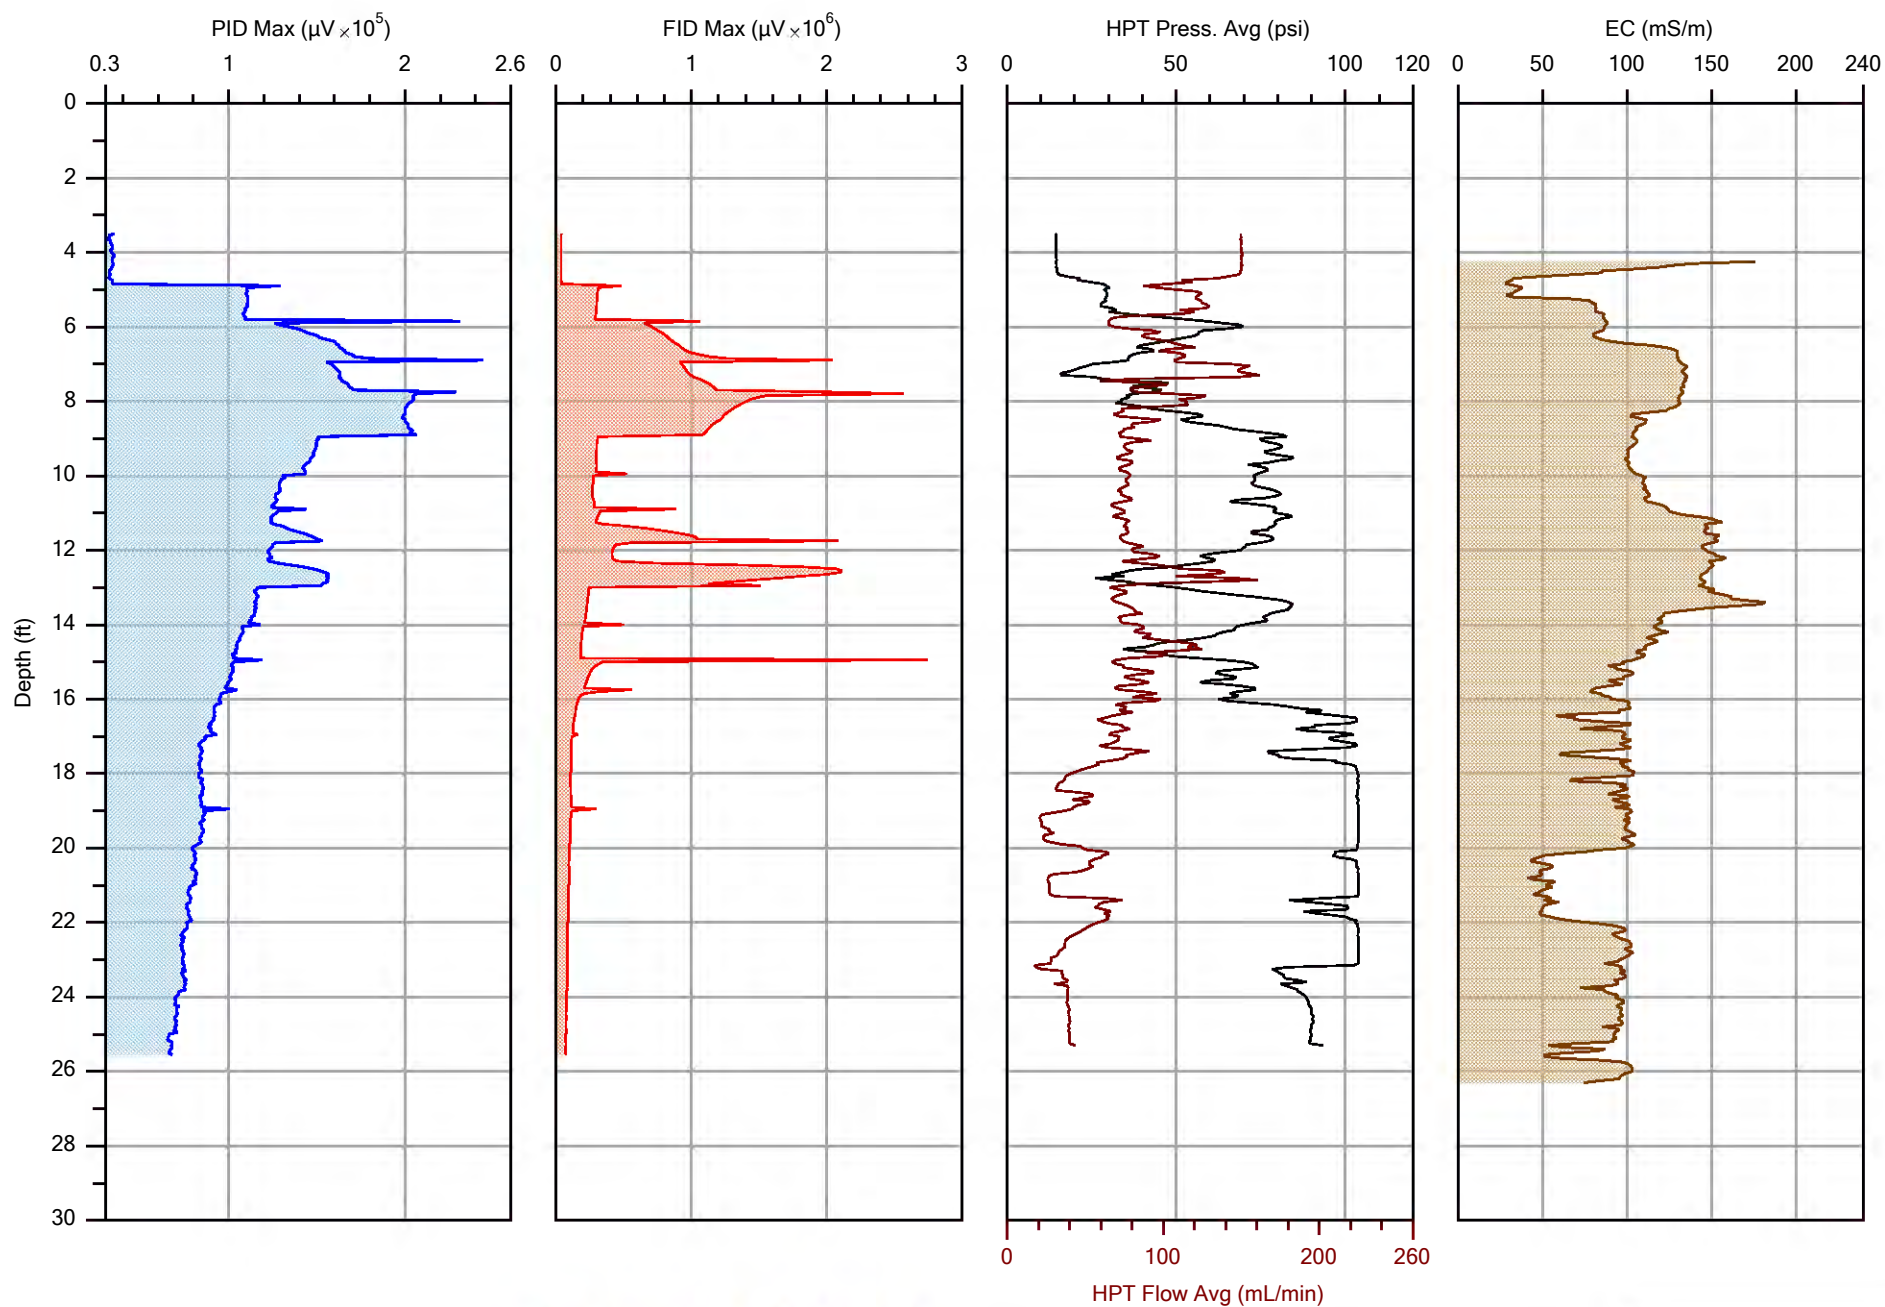 PID Max (µV ×10⁵)
FID Max (µV ×10⁶)
HPT Press. Avg (psi)
EC (mS/m)
0.3 1 2 2.6
0 1 2 3
0 50 100 120
0 50 100 150 200 240
0
2
4
6
8
10
12
14
16
18
20
22
24
26
28
30
Depth (ft)
0 100 200 260
HPT Flow Avg (mL/min)